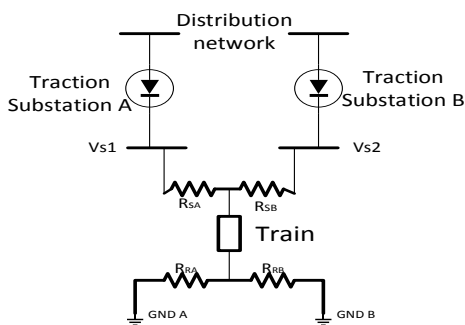 Distribution
network
Traction
Substation A
Traction
Substation B
Vs1
Vs2
RSA
RSB
Train
RRA
RRB
GND A
GND B